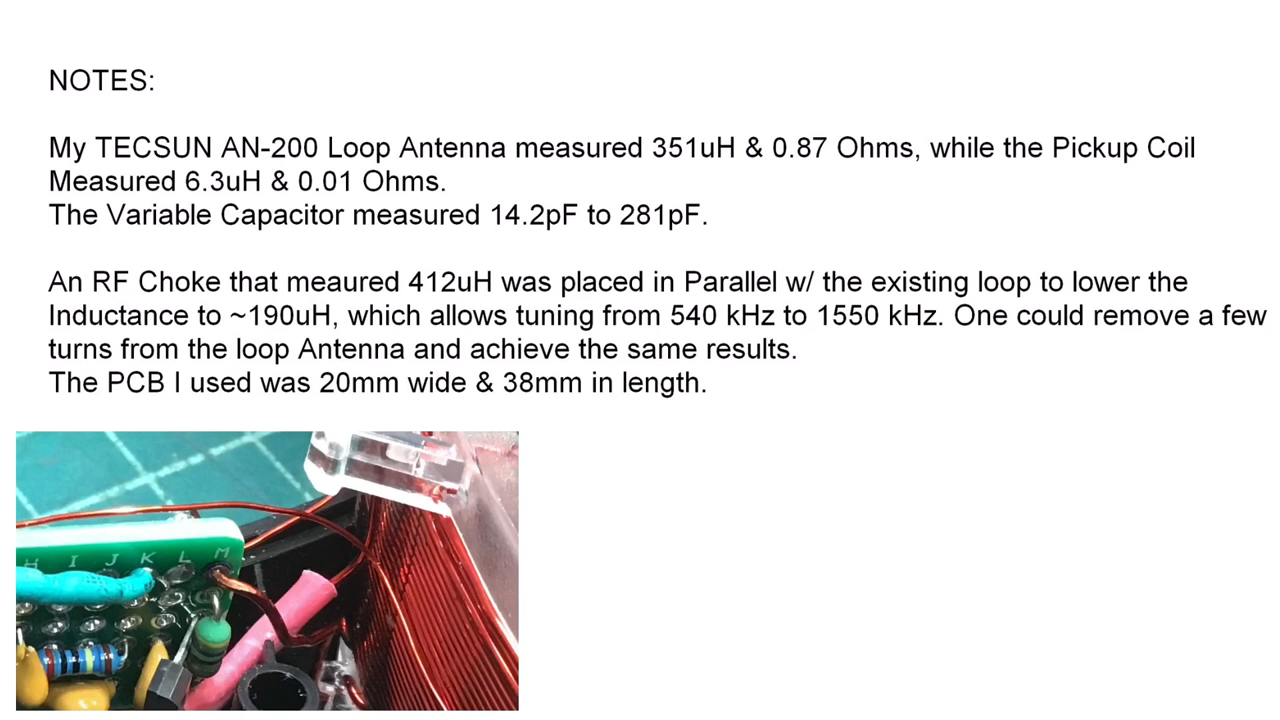 NOTES:
My TECSUN AN-200 Loop Antenna measured 351uH & 0.87 Ohms, while the Pickup Coil
Measured 6.3uH & 0.01 Ohms.
The Variable Capacitor measured 14.2pF to 281pF.
An RF Choke that meaured 412uH was placed in Parallel w/ the existing loop to lower the
Inductance to ~190uH, which allows tuning from 540 kHz to 1550 kHz. One could remove a few
turns from the loop Antenna and achieve the same results.
The PCB I used was 20mm wide & 38mm in length.
H I J K L M